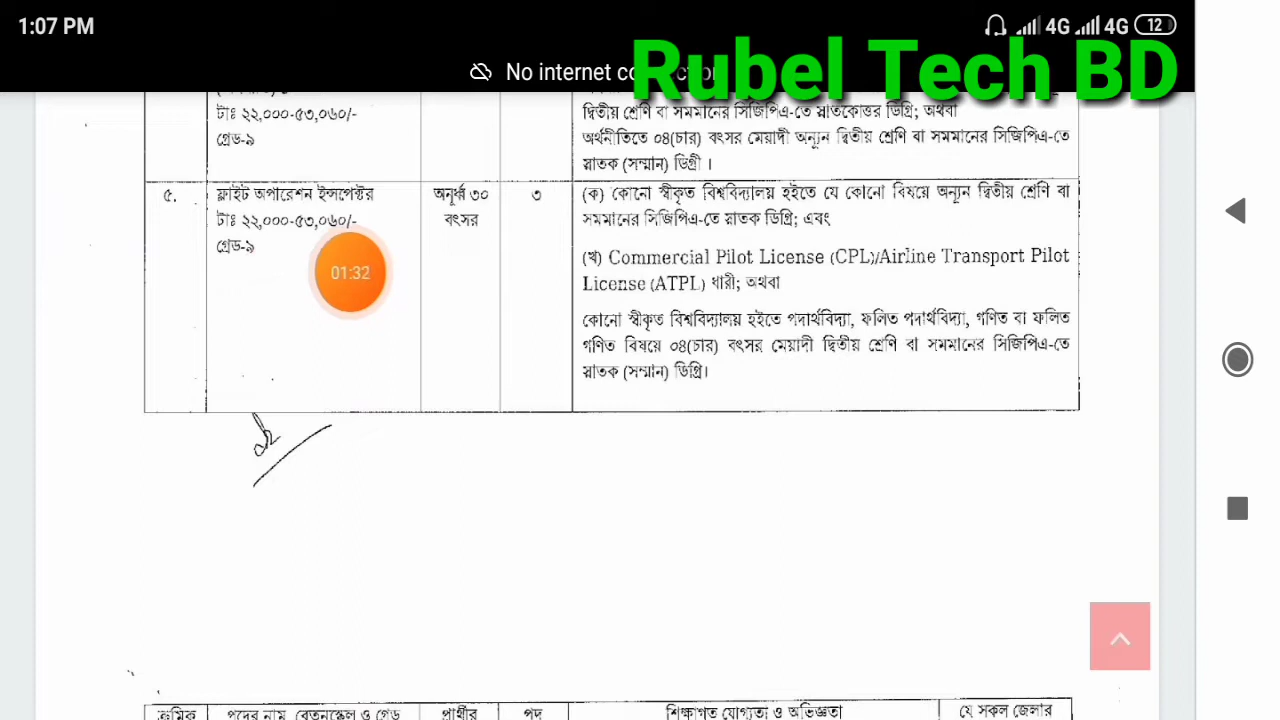 1:07 PM
4G 4G 12
No internet co
Rubel Tech BD
টাঃ ২২,০০০-৫৩,০৬০/-
গ্রেড-৯
দ্বিতীয় শ্রেণি বা সমমানের সিজিপিএ-তে স্নাতকোত্তর ডিগ্রি; অথবা
অর্থনীতিতে ০৪(চার) বৎসর মেয়াদী অন্যূন দ্বিতীয় শ্রেণি বা সমমানের সিজিপিএ-তে
স্নাতক (সম্মান) ডিগ্রী ।
৫.
ফ্লাইট অপারেশন ইন্সপেক্টর
টাঃ ২২,০০০-৫৩,০৬০/-
গ্রেড-৯
অনূর্ধ্ব ৩০
বৎসর
৩
(ক) কোনো স্বীকৃত বিশ্ববিদ্যালয় হইতে যে কোনো বিষয়ে অন্যূন দ্বিতীয় শ্রেণি বা
সমমানের সিজিপিএ-তে স্নাতক ডিগ্রি; এবং
(খ) Commercial Pilot License (CPL)/Airline Transport Pilot
License (ATPL) ধারী; অথবা
কোনো স্বীকৃত বিশ্ববিদ্যালয় হইতে পদার্থবিদ্যা, ফলিত পদার্থবিদ্যা, গণিত বা ফলিত
গণিত বিষয়ে ০৪(চার) বৎসর মেয়াদী দ্বিতীয় শ্রেণি বা সমমানের সিজিপিএ-তে
স্নাতক (সম্মান) ডিগ্রি।
01:32
ক্রমিক পদের নাম, বেতনস্কেল ও গ্রেড প্রার্থীর পদ শিক্ষাগত যোগ্যতা ও অভিজ্ঞতা যে সকল জেলার